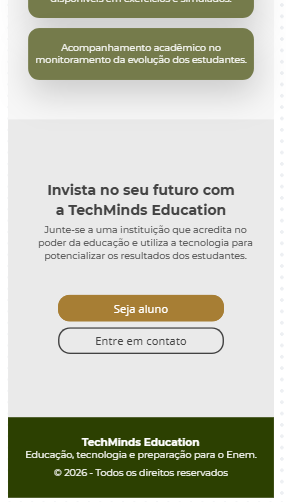 disponíveis em exercícios e simulados.
Acompanhamento acadêmico no
monitoramento da evolução dos estudantes.
Invista no seu futuro com
a TechMinds Education
Junte-se a uma instituição que acredita no
poder da educação e utiliza a tecnologia para
potencializar os resultados dos estudantes.
Seja aluno
Entre em contato
TechMinds Education
Educação, tecnologia e preparação para o Enem.
© 2026 - Todos os direitos reservados